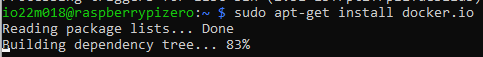 io22m018@raspberrypizero:~ $ sudo apt-get install docker.io
Reading package lists... Done
Building dependency tree... 83%